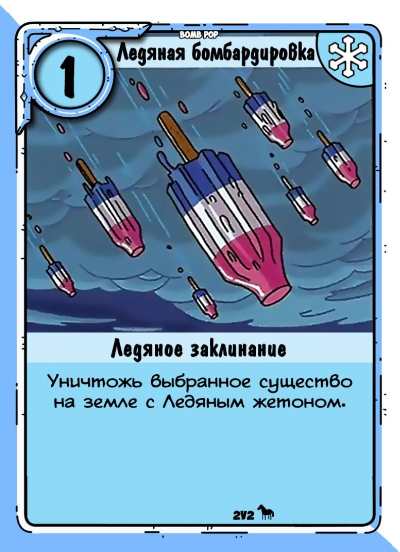 BOMB POP
1
Ледяная бомбардировка
Ледяное заклинание
Уничтожь выбранное существо
на земле с Ледяным жетоном.
2V2